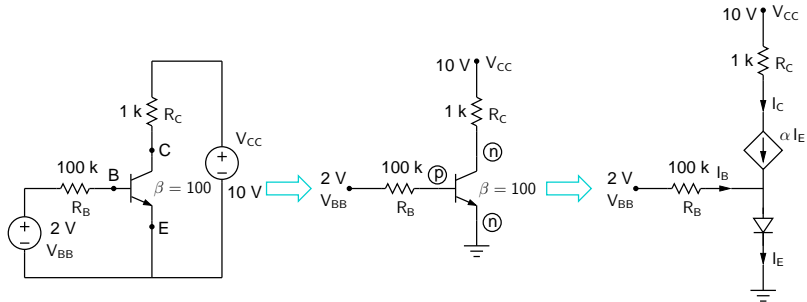 100 k
R_B
B
2 V
V_BB
1 k
R_C
C
β = 100
E
V_CC
10 V
10 V V_CC
1 k
R_C
n
2 V
V_BB
100 k
R_B
p
β = 100
n
10 V V_CC
1 k
R_C
I_C
α I_E
2 V
V_BB
100 k
R_B
I_B
I_E